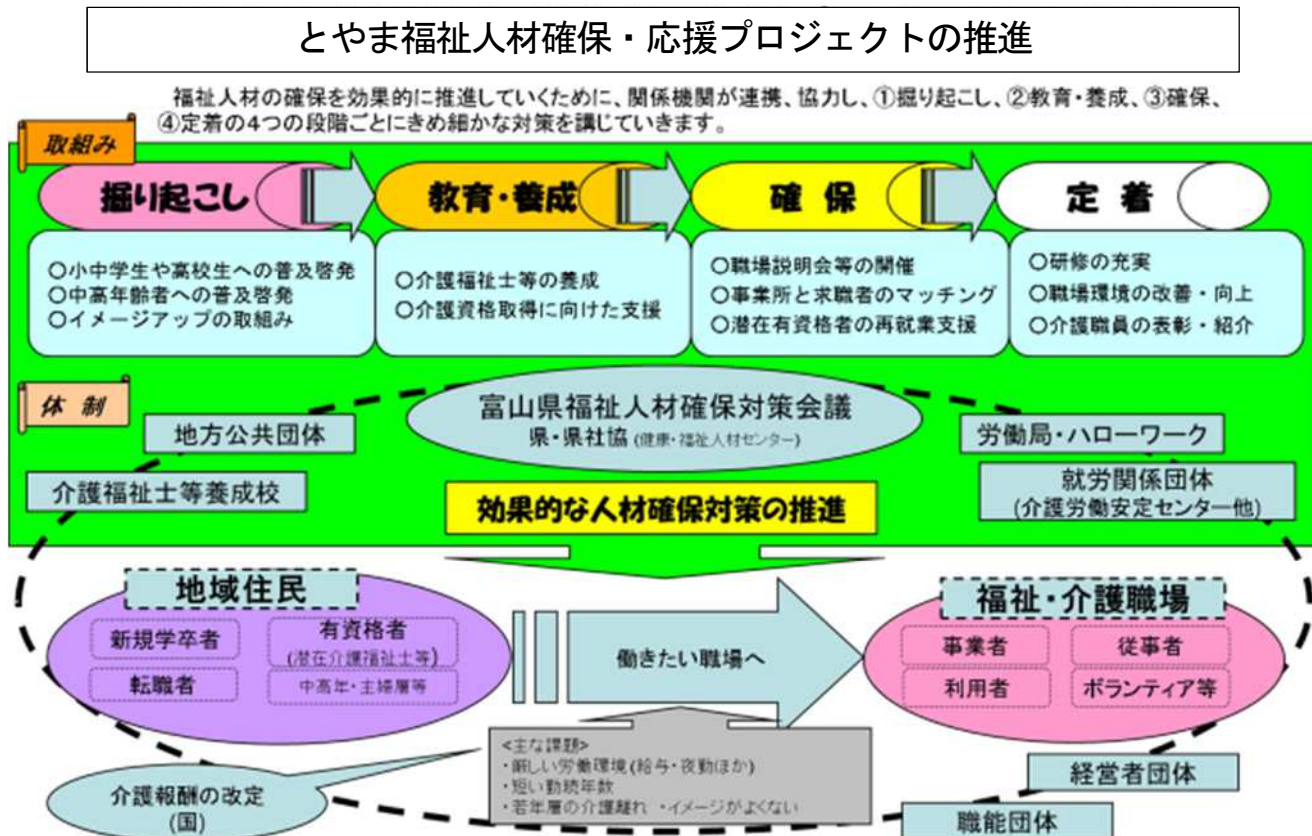 とやま福祉人材確保・応援プロジェクトの推進
福祉人材の確保を効果的に推進していくために、関係機関が連携、協力し、①掘り起こし、②教育・養成、③確保、
④定着の4つの段階ごとにきめ細かな対策を講じていきます。
取組み
掘り起こし
○小中学生や高校生への普及啓発
○中高年齢者への普及啓発
○イメージアップの取組み
教育・養成
○介護福祉士等の養成
○介護資格取得に向けた支援
確 保
○職場説明会等の開催
○事業所と求職者のマッチング
○潜在有資格者の再就業支援
定 着
○研修の充実
○職場環境の改善・向上
○介護職員の表彰・紹介
体 制
富山県福祉人材確保対策会議
県・県社協 (健康・福祉人材センター)
地方公共団体
介護福祉士等養成校
労働局・ハローワーク
就労関係団体
(介護労働安定センター他)
効果的な人材確保対策の推進
地域住民
新規学卒者
有資格者
(潜在介護福祉士等)
転職者
中高年・主婦層等
働きたい職場へ
福祉・介護職場
事業者
従事者
利用者
ボランティア等
<主な課題>
・厳しい労働環境(給与・夜勤ほか)
・短い勤続年数
・若年層の介護離れ ・イメージがよくない
介護報酬の改定
(国)
経営者団体
職能団体